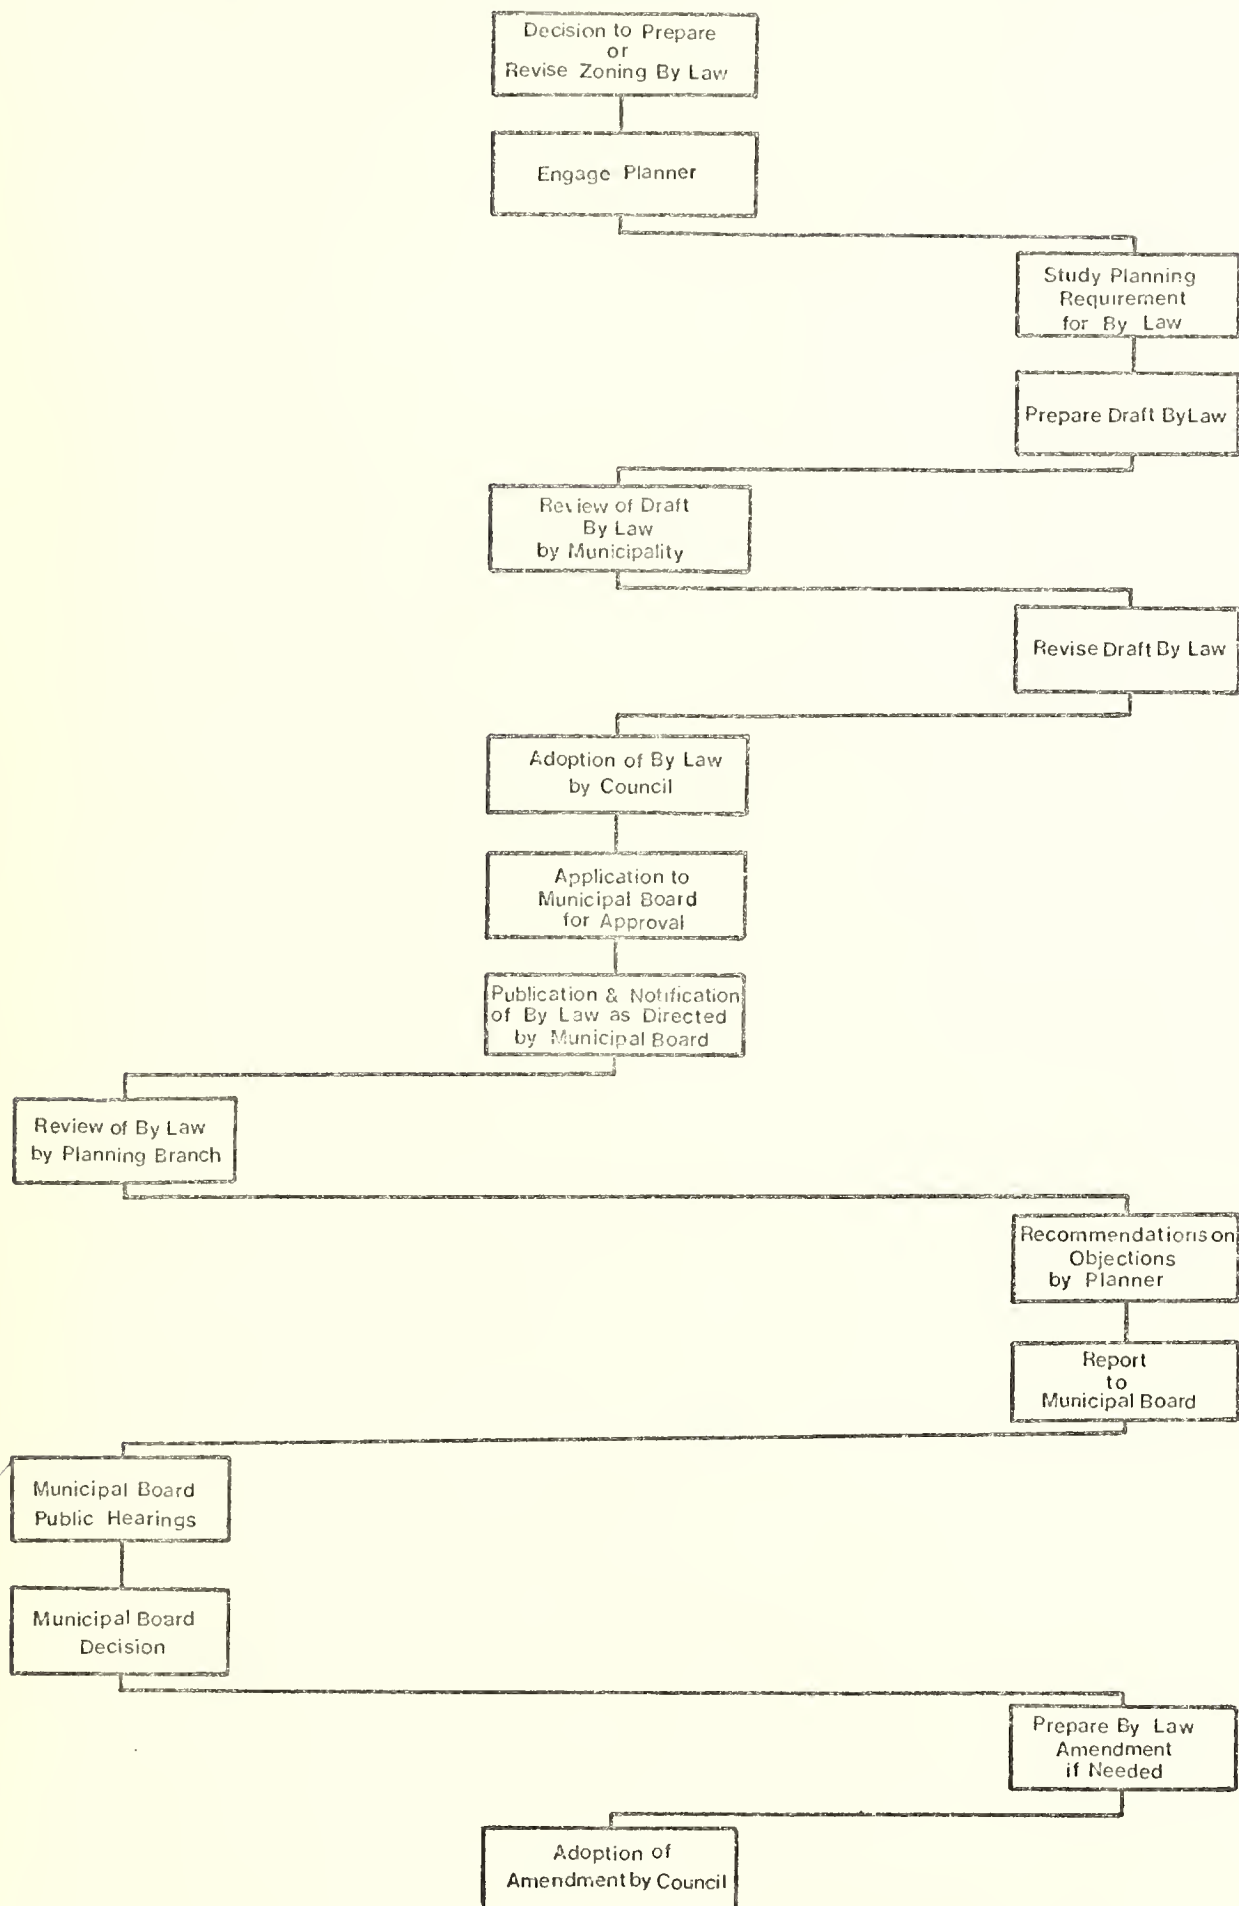 Decision to Prepare
or
Revise Zoning By Law
Engage Planner
Study Planning
Requirement
for By Law
Prepare Draft ByLaw
Review of Draft
By Law
by Municipality
Revise Draft By Law
Adoption of By Law
by Council
Application to
Municipal Board
for Approval
Publication & Notification
of By Law as Directed
by Municipal Board
Review of By Law
by Planning Branch
Recommendations on
Objections
by Planner
Report
to
Municipal Board
Municipal Board
Public Hearings
Municipal Board
Decision
Prepare By Law
Amendment
if Needed
Adoption of
Amendment by Council